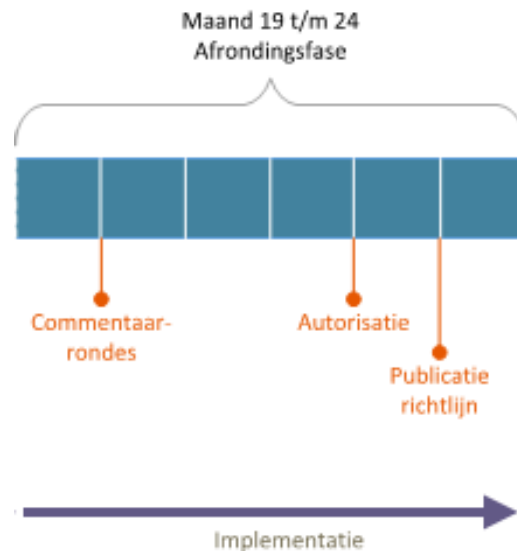 Maand 19 t/m 24
Afrondingsfase
Commentaar-
rondes
Autorisatie
Publicatie
richtlijn
Implementatie